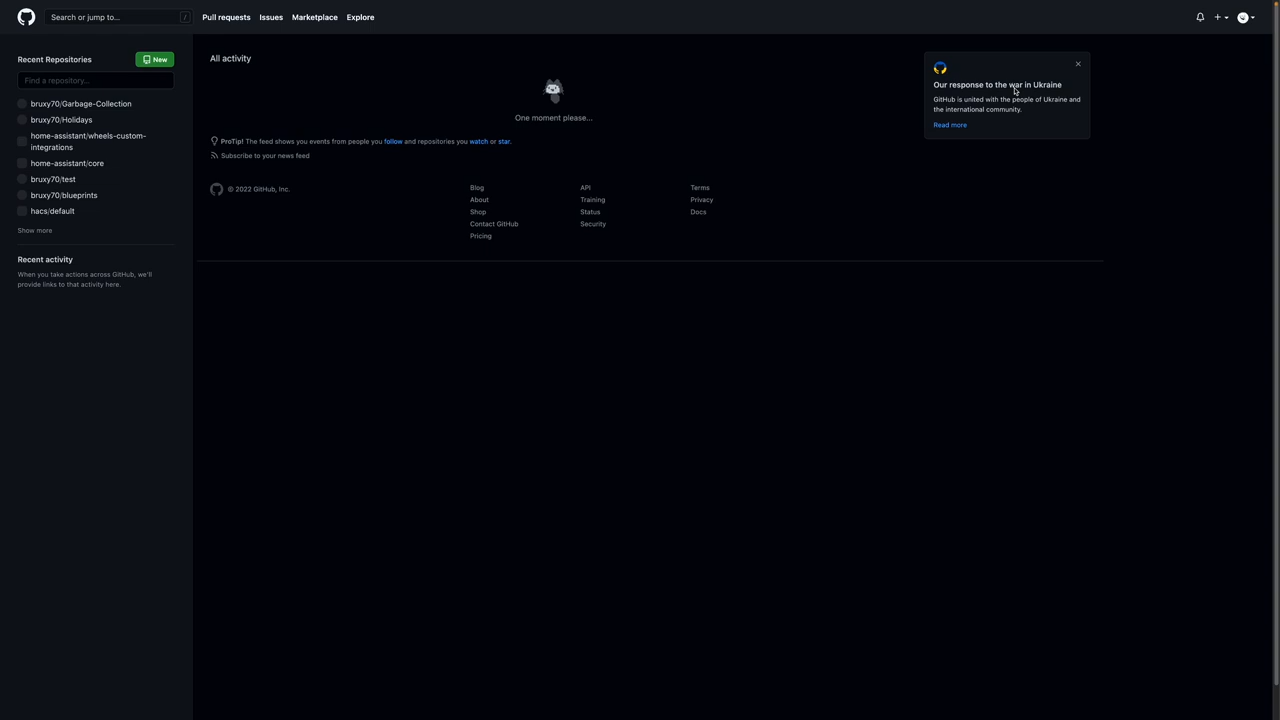 Search or jump to...
/
Pull requests
Issues
Marketplace
Explore
Recent Repositories
New
Find a repository...
bruxy70/Garbage-Collection
bruxy70/Holidays
home-assistant/wheels-custom-
integrations
home-assistant/core
bruxy70/test
bruxy70/blueprints
hacs/default
Show more
Recent activity
When you take actions across GitHub, we'll
provide links to that activity here.
All activity
One moment please...
ProTip! The feed shows you events from people you follow and repositories you watch or star.
Subscribe to your news feed
© 2022 GitHub, Inc.
Blog
About
Shop
Contact GitHub
Pricing
API
Training
Status
Security
Terms
Privacy
Docs
Our response to the war in Ukraine
GitHub is united with the people of Ukraine and
the international community.
Read more